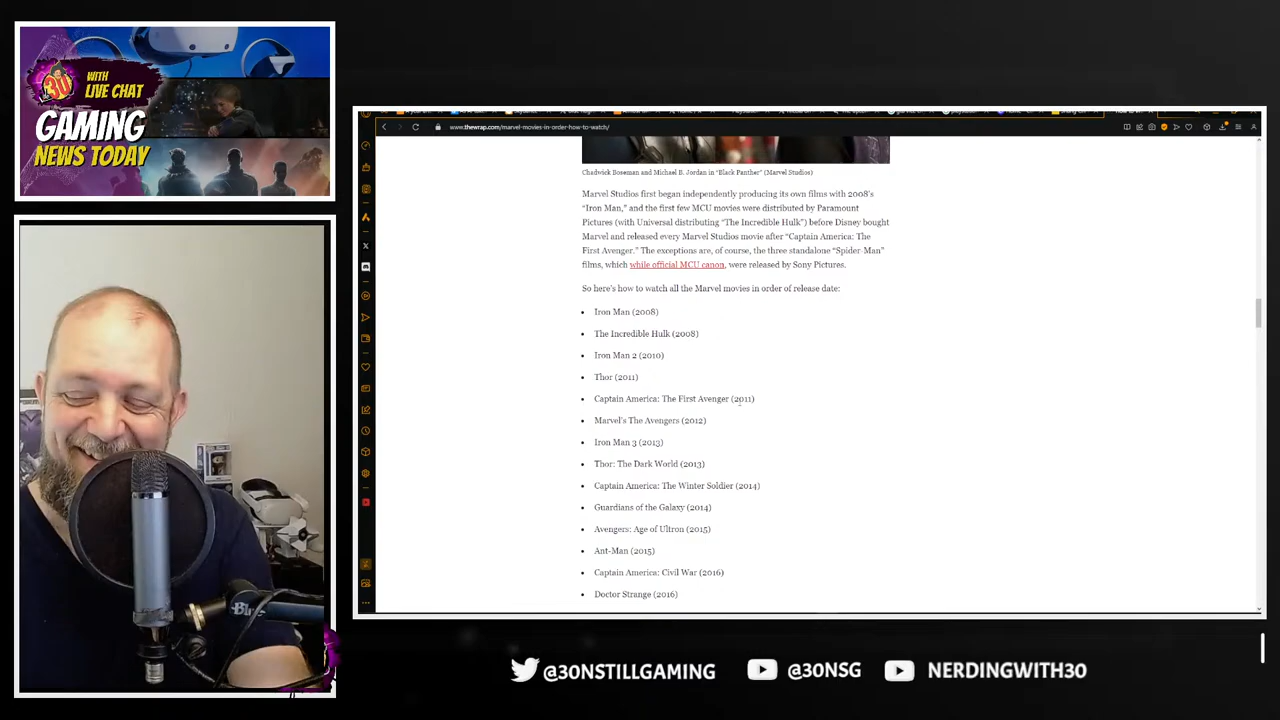 30
WITH
LIVE CHAT
GAMING
NEWS TODAY
www.thewrap.com/marvel-movies-in-order-how-to-watch/
Chadwick Boseman and Michael B. Jordan in "Black Panther" (Marvel Studios)
Marvel Studios first began independently producing its own films with 2008's
"Iron Man," and the first few MCU movies were distributed by Paramount
Pictures (with Universal distributing "The Incredible Hulk") before Disney bought
Marvel and released every Marvel Studios movie after "Captain America: The
First Avenger." The exceptions are, of course, the three standalone "Spider-Man"
films, which while official MCU canon, were released by Sony Pictures.
So here's how to watch all the Marvel movies in order of release date:
• Iron Man (2008)
• The Incredible Hulk (2008)
• Iron Man 2 (2010)
• Thor (2011)
• Captain America: The First Avenger (2011)
• Marvel's The Avengers (2012)
• Iron Man 3 (2013)
• Thor: The Dark World (2013)
• Captain America: The Winter Soldier (2014)
• Guardians of the Galaxy (2014)
• Avengers: Age of Ultron (2015)
• Ant-Man (2015)
• Captain America: Civil War (2016)
• Doctor Strange (2016)
Blue
@30NSTILLGAMING
@30NSG
NERDINGWITH30